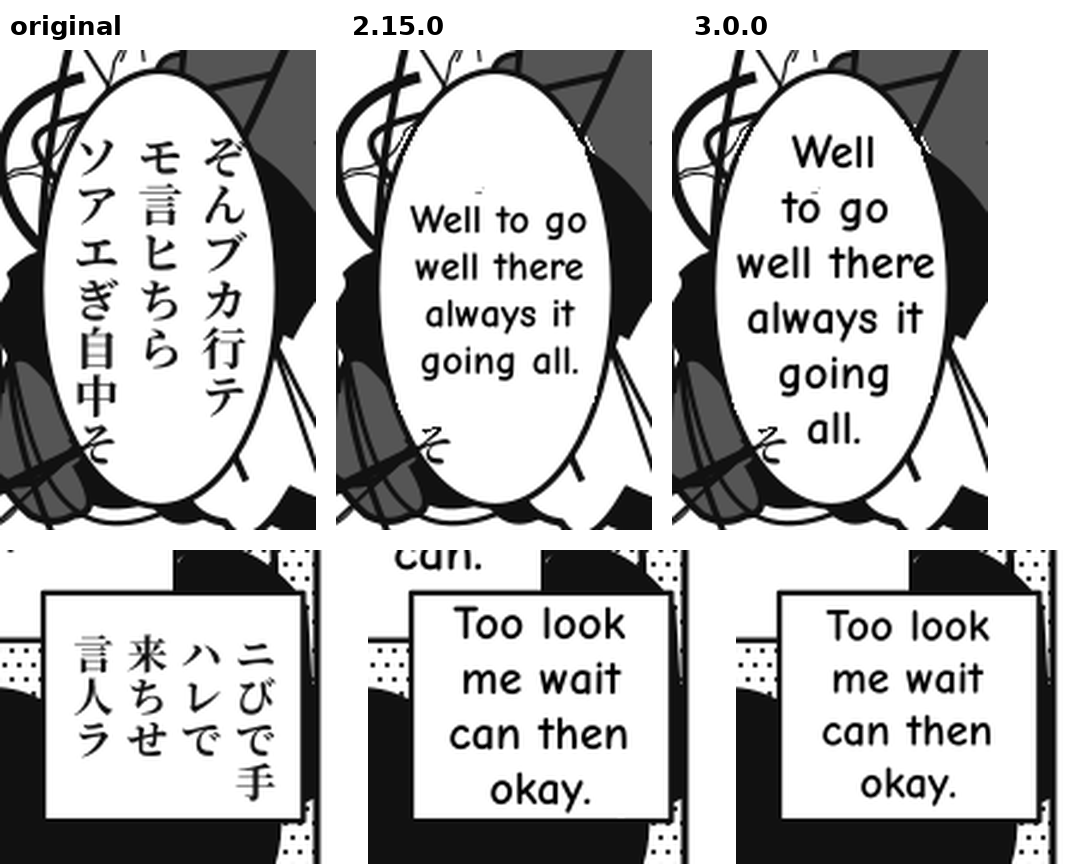 original
2.15.0
3.0.0
ぞんブカ行テ
モ言ヒちら
ソアエぎ自中そ
Well to go
well there
always it
going all.
そ
Well
to go
well there
always it
going
all.
そ
ニびで手
ハレで
来ちせ
言人ラ
can.
Too look
me wait
can then
okay.
Too look
me wait
can then
okay.